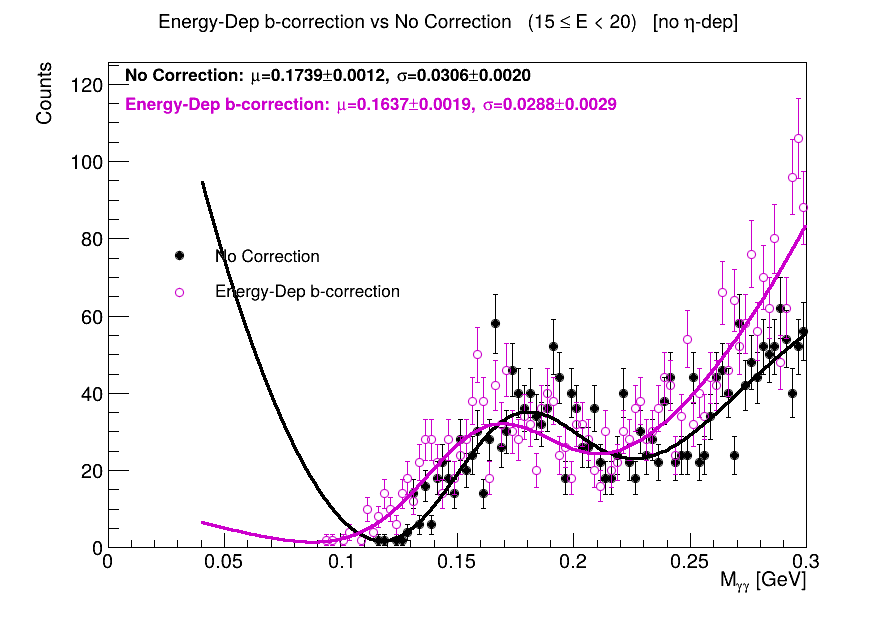 Energy-Dep b-correction vs No Correction (15 ≤ E < 20) [no η-dep]
No Correction: μ=0.1739±0.0012, σ=0.0306±0.0020
Energy-Dep b-correction: μ=0.1637±0.0019, σ=0.0288±0.0029
Counts
120
100
80
60
40
20
0
No Correction
Energy-Dep b-correction
0 0.05 0.1 0.15 0.2 0.25 0.3
Mγγ [GeV]